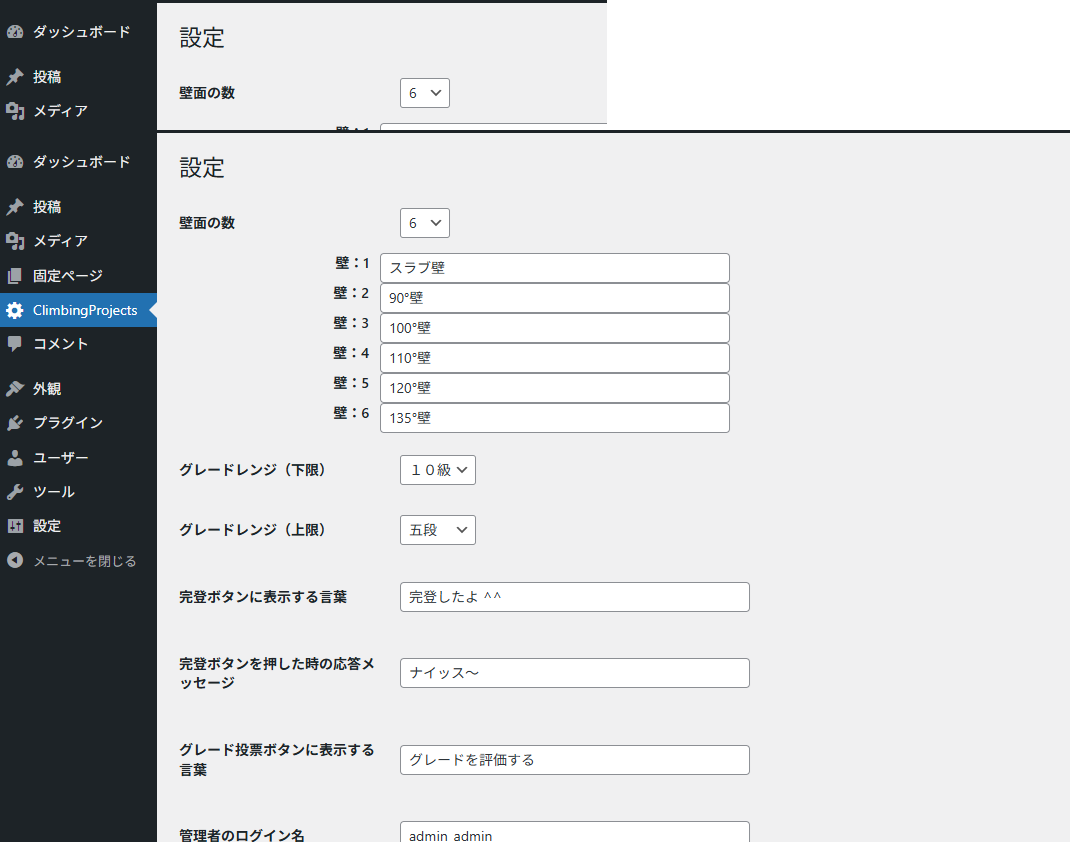 ダッシュボード
投稿
メディア
設定
壁面の数
6
ダッシュボード
投稿
メディア
固定ページ
ClimbingProjects
コメント
外観
プラグイン
ユーザー
ツール
設定
メニューを閉じる
設定
壁面の数
6
壁：1
スラブ壁
壁：2
90°壁
壁：3
100°壁
壁：4
110°壁
壁：5
120°壁
壁：6
135°壁
グレードレンジ（下限）
１０級
グレードレンジ（上限）
五段
完登ボタンに表示する言葉
完登したよ ^^
完登ボタンを押した時の応答メ
ッセージ
ナイッス～
グレード投票ボタンに表示する
言葉
グレードを評価する
管理者のログイン名
admin admin